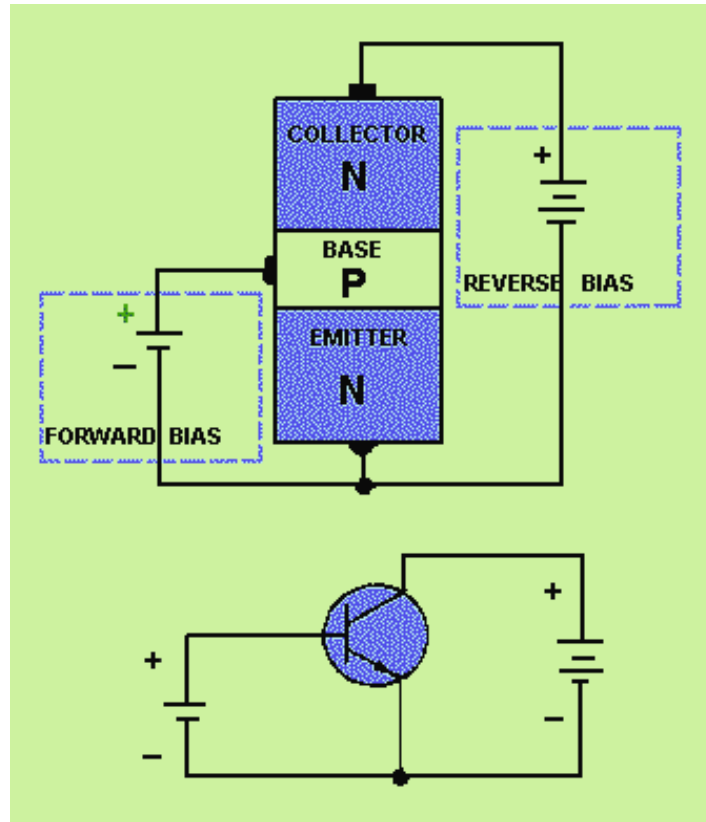 COLLECTOR
N
+
BASE
P
REVERSE BIAS
+
EMITTER
−
N
FORWARD BIAS
+
+
−
−